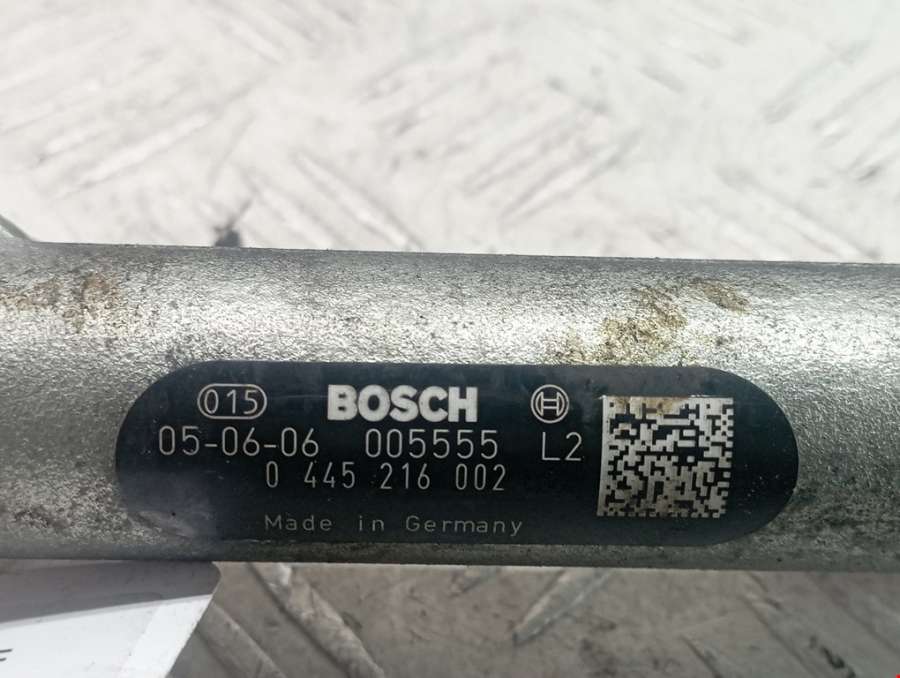 015 BOSCH
05-06-06 005555 L2
0 445 216 002
Made in Germany